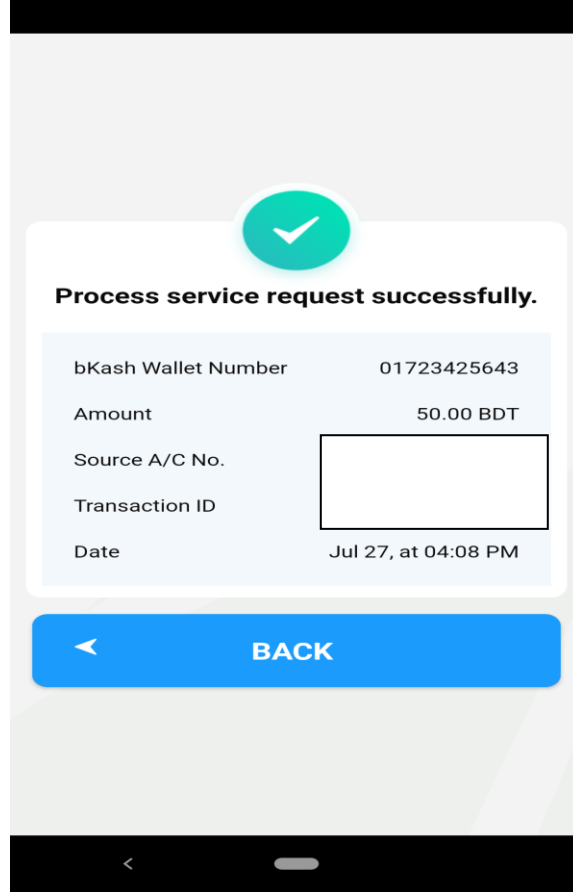 Process service request successfully.
bKash Wallet Number 01723425643
Amount 50.00 BDT
Source A/C No.
Transaction ID
Date Jul 27, at 04:08 PM
BACK